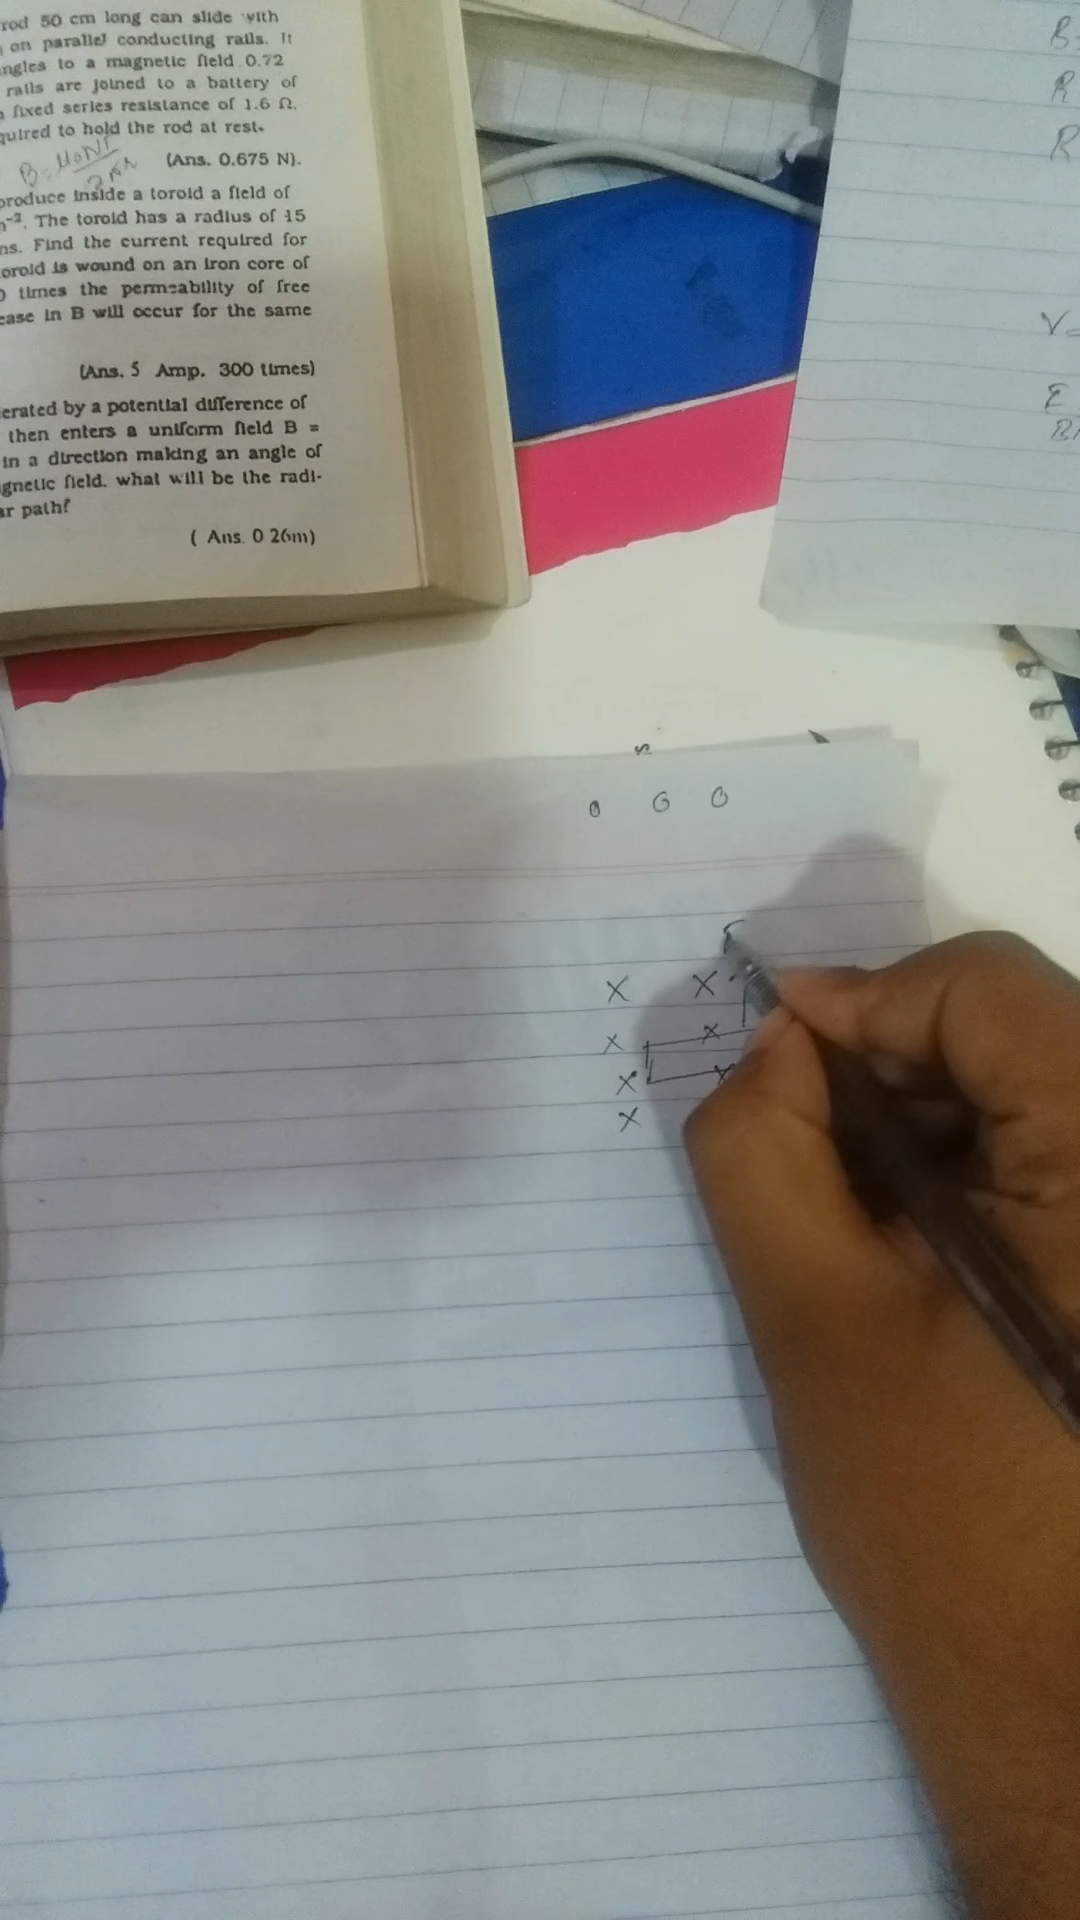 rod 50 cm long can slide with
on parallel conducting rails. It
ngles to a magnetic field 0.72
rails are joined to a battery of
fixed series resistance of 1.6 Ω.
quired to hold the rod at rest.
(Ans. 0.675 N).
B=μ₀NI
2πr
produce inside a toroid a field of
The toroid has a radius of 15
ns. Find the current required for
oroid is wound on an iron core of
0 times the permeability of free
ease in B will occur for the same
(Ans. 5 Amp. 300 times)
erated by a potential difference of
then enters a uniform field B =
in a direction making an angle of
gnetic field. what will be the radi-
ar path?
( Ans. 0 26m)
B=
R
R
V=
E
B
x x
x x
x x
x